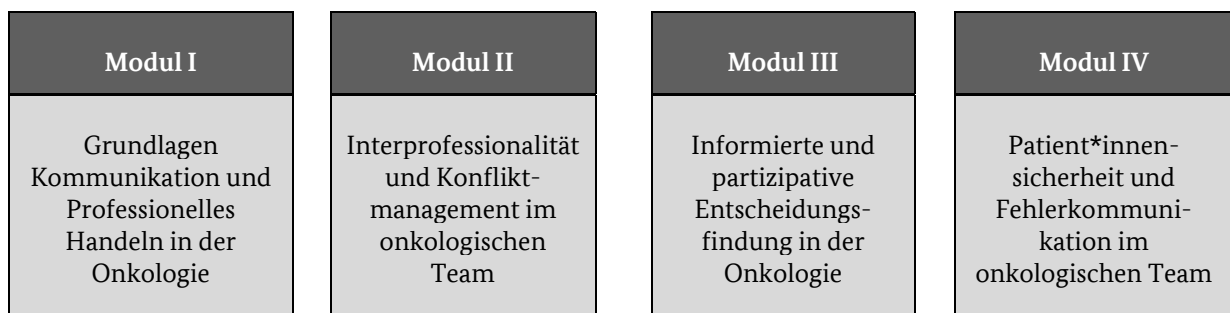 Modul I
Grundlagen
Kommunikation und
Professionelles
Handeln in der
Onkologie
Modul II
Interprofessionalität
und Konflikt-
management im
onkologischen
Team
Modul III
Informierte und
partizipative
Entscheidungs-
findung in der
Onkologie
Modul IV
Patient*innen-
sicherheit und
Fehlerkommuni-
kation im
onkologischen Team